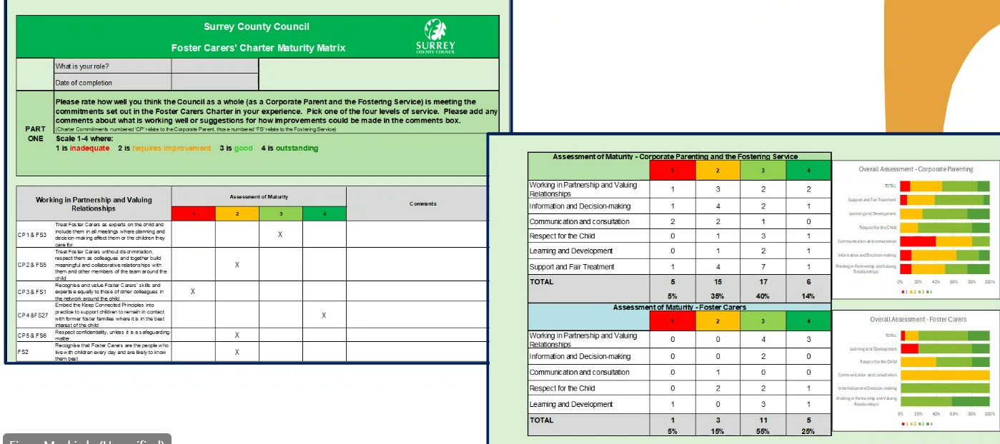 Surrey County Council
Foster Carers' Charter Maturity Matrix
SURREY
COUNTY COUNCIL
What is your role?
Date of completion
PART
ONE
Please rate how well you think the Council as a whole (as a Corporate Parent and the Fostering Service) is meeting the
commitments set out in the Foster Carers Charter in your experience. Pick one of the four levels of service. Please add any
comments about what is working well or suggestions for how improvements could be made in the comments box.
(Charter Commitments numbered 'CP' relate to the Corporate Parent, those numbered 'FS' relate to the Fostering Service)
Scale 1-4 where:
1 is inadequate 2 is requires improvement 3 is good 4 is outstanding
Working in Partnership and Valuing
Relationships
Assessment of Maturity
Comments
1 2 3 4
CP1 & FS3
Treat Foster Carers as experts on the child and
include them in all meetings where planning and
decision-making affect them or the children they
care for
X
CP2 & FS5
Treat Foster Carers without discrimination,
respect them as colleagues and together build
meaningful and collaborative relationships with
them and other members of the team around the
child
X
CP3 & FS1
Recognise and value Foster Carers' skills and
expertise equally to those of other colleagues in
the network around the child
X
CP4 &FS27
Embed the Keep Connected Principles into
practice to support children to remain in contact
with former foster families where it is in the best
interest of the child
X
CP5 & FS6
Respect confidentiality, unless it is a safeguarding
matter
X
FS2
Recognise that Foster Carers are the people who
live with children every day and are likely to know
them best
X
Assessment of Maturity - Corporate Parenting and the Fostering Service
1 2 3 4
Working in Partnership and Valuing
Relationships
1 3 2 2
Information and Decision-making 1 4 2 1
Communication and consultation 2 2 1 0
Respect for the Child 0 1 3 1
Learning and Development 0 1 2 1
Support and Fair Treatment 1 4 7 1
TOTAL 5 15 17 6
5% 35% 40% 14%
Assessment of Maturity - Foster Carers
1 2 3 4
Working in Partnership and Valuing
Relationships
0 0 4 3
Information and Decision-making 0 0 2 0
Communication and consultation 0 1 0 0
Respect for the Child 0 2 2 1
Learning and Development 1 0 3 1
TOTAL 1 3 11 5
5% 15% 55% 25%
Overall Assessment - Corporate Parenting
TOTAL
Support and Fair Treatment
Learning and Development
Respect for the Child
Communication and consultation
Information and Decision-making
Working in Partnership and Valuing
Relationships
0% 20% 40% 60% 80% 100%
1 2 3 4
Overall Assessment - Foster Carers
TOTAL
Learning and Development
Respect for the Child
Communication and consultation
Information and Decision-making
Working in Partnership and Valuing
Relationships
0% 20% 40% 60% 80% 100%
1 2 3 4